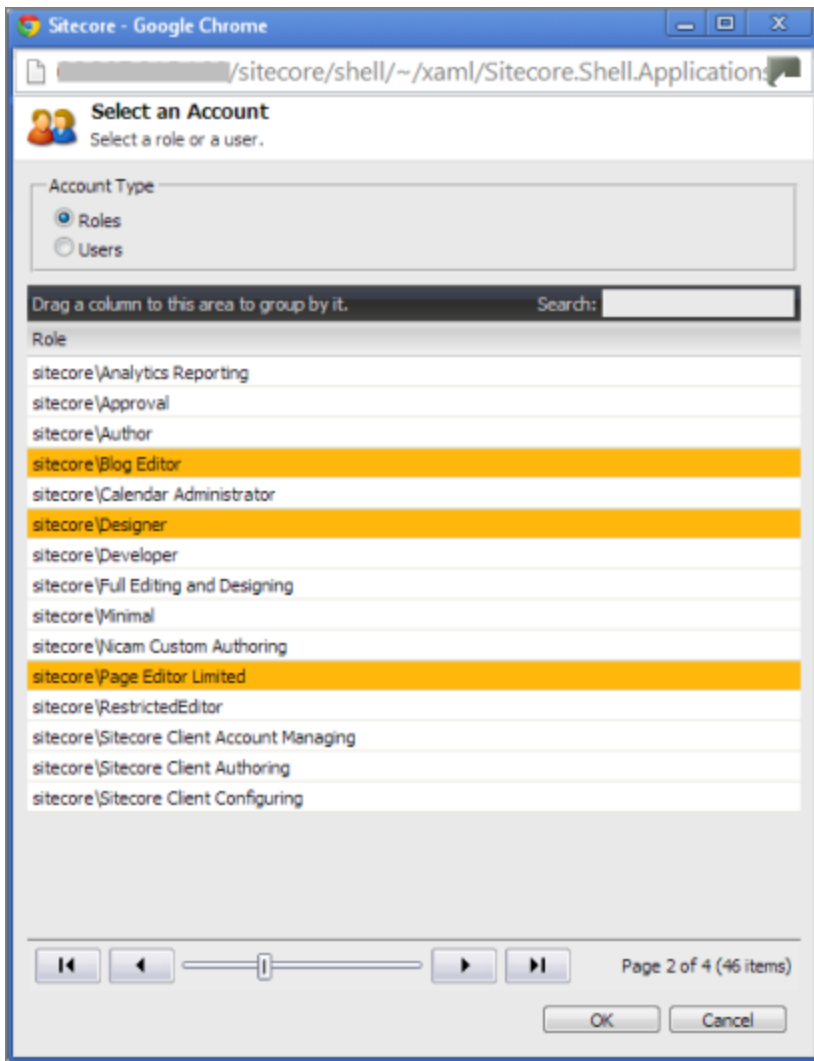 Sitecore - Google Chrome
/sitecore/shell/~/xaml/Sitecore.Shell.Applications
Select an Account
Select a role or a user.
Account Type
Roles
Users
Drag a column to this area to group by it. Search:
Role
sitecore\Analytics Reporting
sitecore\Approval
sitecore\Author
sitecore\Blog Editor
sitecore\Calendar Administrator
sitecore\Designer
sitecore\Developer
sitecore\Full Editing and Designing
sitecore\Minimal
sitecore\Nicam Custom Authoring
sitecore\Page Editor Limited
sitecore\RestrictedEditor
sitecore\Sitecore Client Account Managing
sitecore\Sitecore Client Authoring
sitecore\Sitecore Client Configuring
Page 2 of 4 (46 items)
OK Cancel